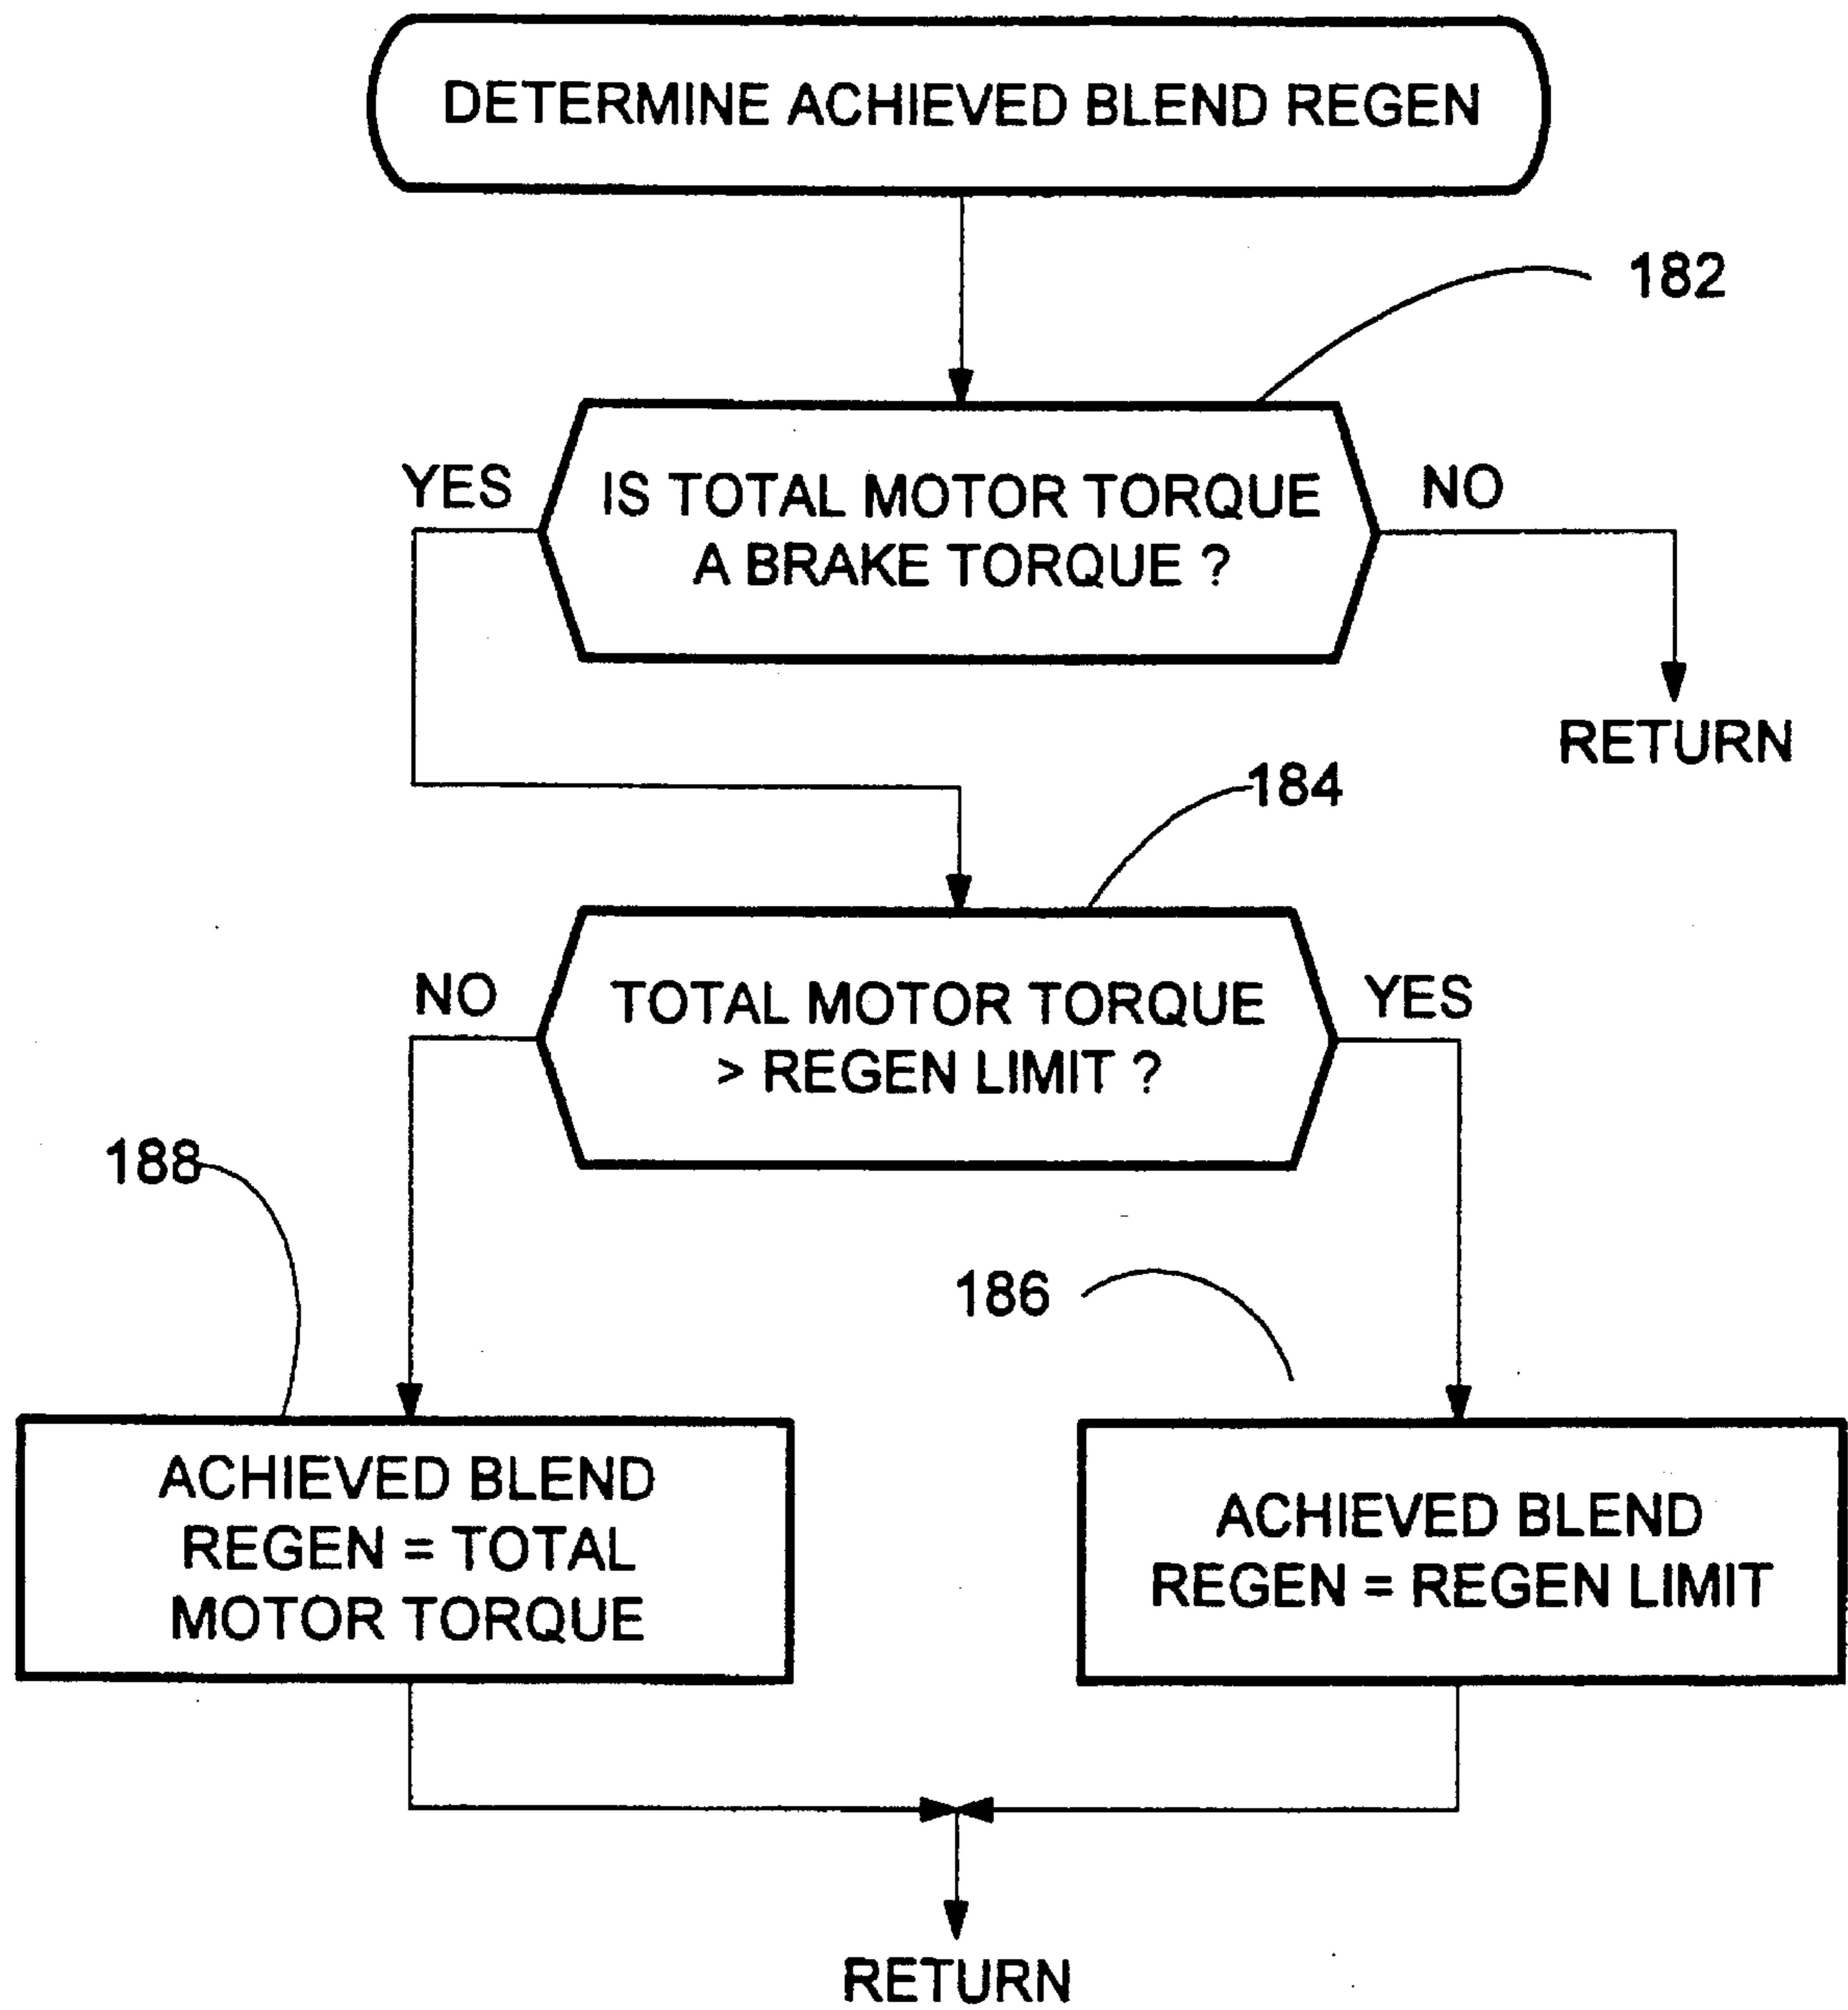 DETERMINE ACHIEVED BLEND REGEN
182
YES
IS TOTAL MOTOR TORQUE
A BRAKE TORQUE ?
NO
RETURN
184
NO
TOTAL MOTOR TORQUE
> REGEN LIMIT ?
YES
188
186
ACHIEVED BLEND
REGEN = TOTAL
MOTOR TORQUE
ACHIEVED BLEND
REGEN = REGEN LIMIT
RETURN